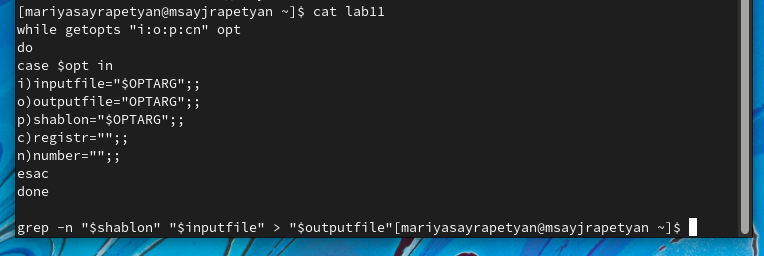 [mariyasayrapetyan@msayjrapetyan ~]$ cat lab11
while getopts "i:o:p:cn" opt
do
case $opt in
i)inputfile="$OPTARG";;
o)outputfile="OPTARG";;
p)shablon="$OPTARG";;
c)registr="";;
n)number="";;
esac
done

grep -n "$shablon" "$inputfile" > "$outputfile"[mariyasayrapetyan@msayjrapetyan ~]$